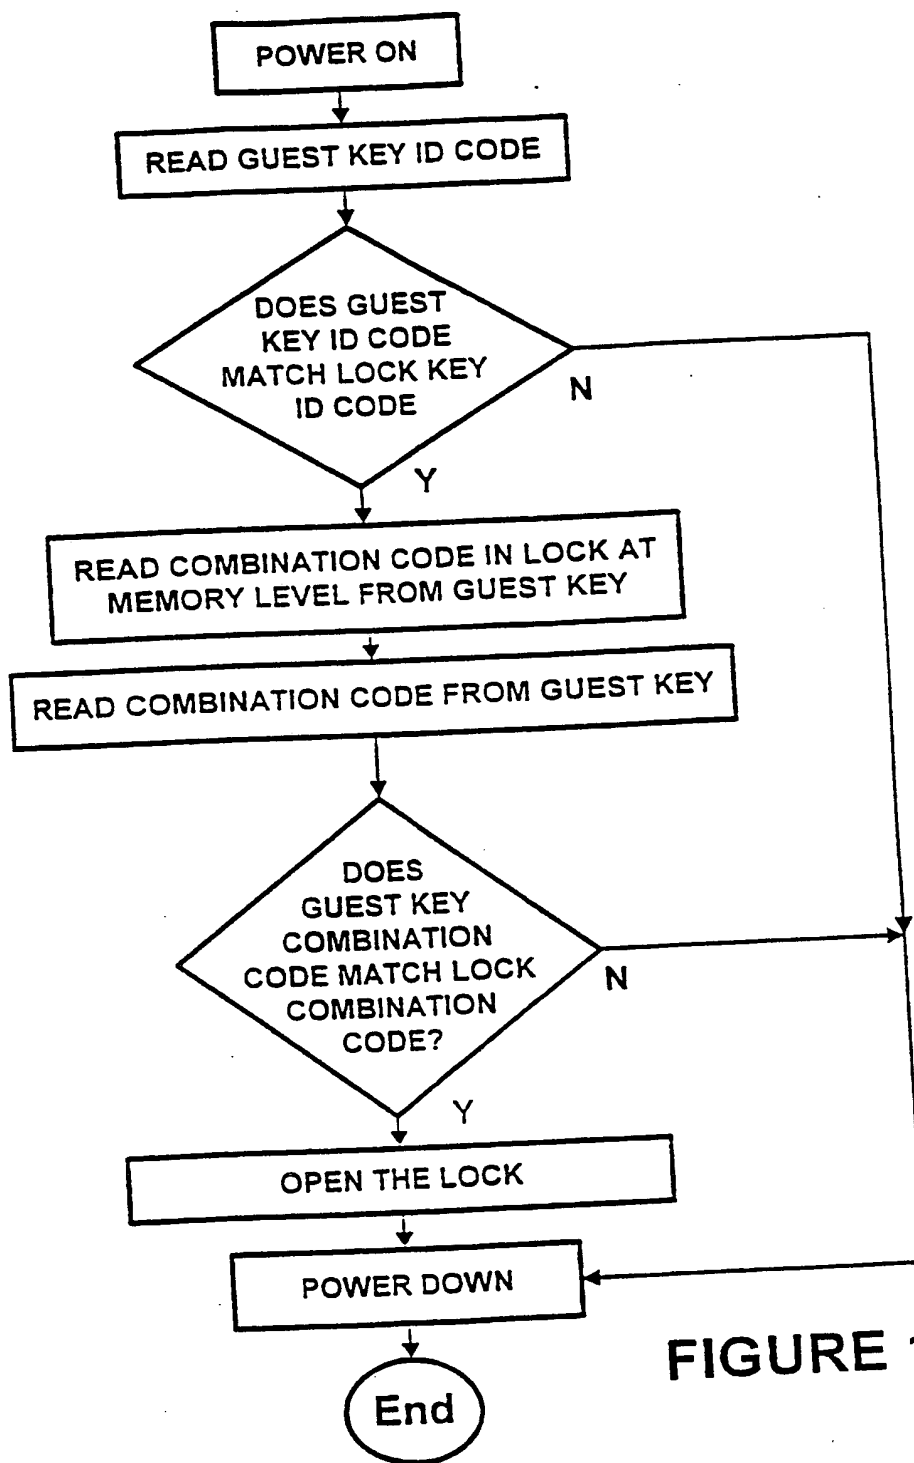 POWER ON
READ GUEST KEY ID CODE
DOES GUEST
KEY ID CODE
MATCH LOCK KEY
ID CODE
N
Y
READ COMBINATION CODE IN LOCK AT
MEMORY LEVEL FROM GUEST KEY
READ COMBINATION CODE FROM GUEST KEY
DOES
GUEST KEY
COMBINATION
CODE MATCH LOCK
COMBINATION
CODE?
N
Y
OPEN THE LOCK
POWER DOWN
FIGURE
End